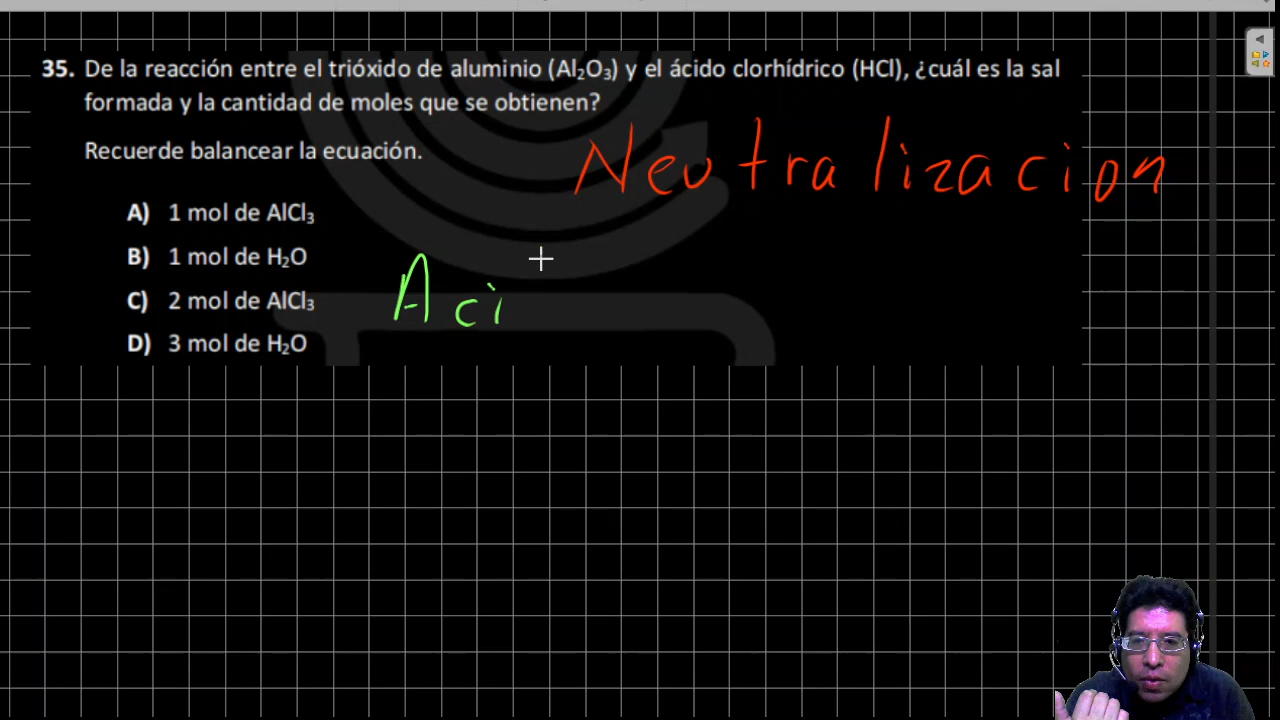 35. De la reacción entre el trióxido de aluminio (Al₂O₃) y el ácido clorhídrico (HCl), ¿cuál es la sal
formada y la cantidad de moles que se obtienen?
Recuerde balancear la ecuación.
Neutralizacion
A) 1 mol de AlCl₃
B) 1 mol de H₂O
C) 2 mol de AlCl₃
Aci
D) 3 mol de H₂O